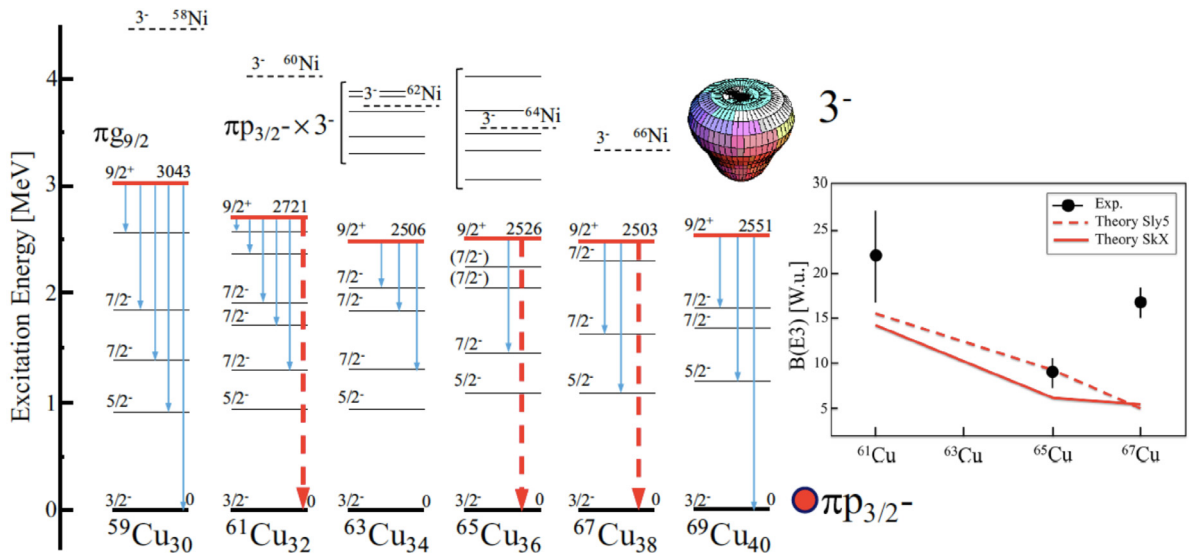 Excitation Energy [MeV]
4
3
2
1
0
3- 58Ni
πg9/2
9/2+ 3043
7/2-
7/2-
5/2-
3/2- 0
59Cu30
3- 60Ni
πp3/2- × 3-
9/2+ 2721
7/2-
7/2-
7/2-
5/2-
3/2- 0
61Cu32
3- 62Ni
9/2+ 2506
7/2-
7/2-
7/2-
5/2-
3/2- 0
63Cu34
3- 64Ni
9/2+ 2526
(7/2-)
(7/2-)
7/2-
5/2-
3/2- 0
65Cu36
3- 66Ni
9/2+ 2503
7/2-
7/2-
5/2-
3/2- 0
67Cu38
9/2+ 2551
7/2-
7/2-
5/2-
3/2- 0
69Cu40
3-
B(E3) [W.u.]
30
25
20
15
10
5
Exp.
Theory Sly5
Theory SkX
61Cu 63Cu 65Cu 67Cu
πp3/2-